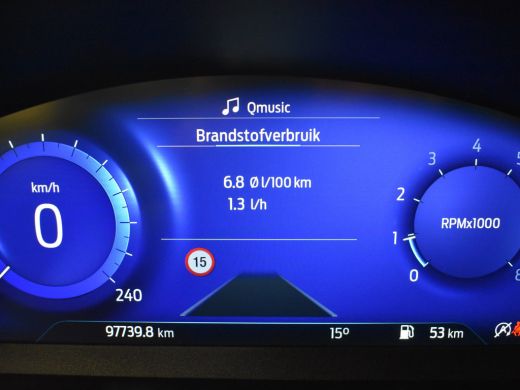 Qmusic
Brandstofverbruik
6.8 Ø l/100 km
1.3 l/h
km/h
0
240
15
RPMx1000
0
1
2
3
4
5
8
97739.8 km
15°
53 km